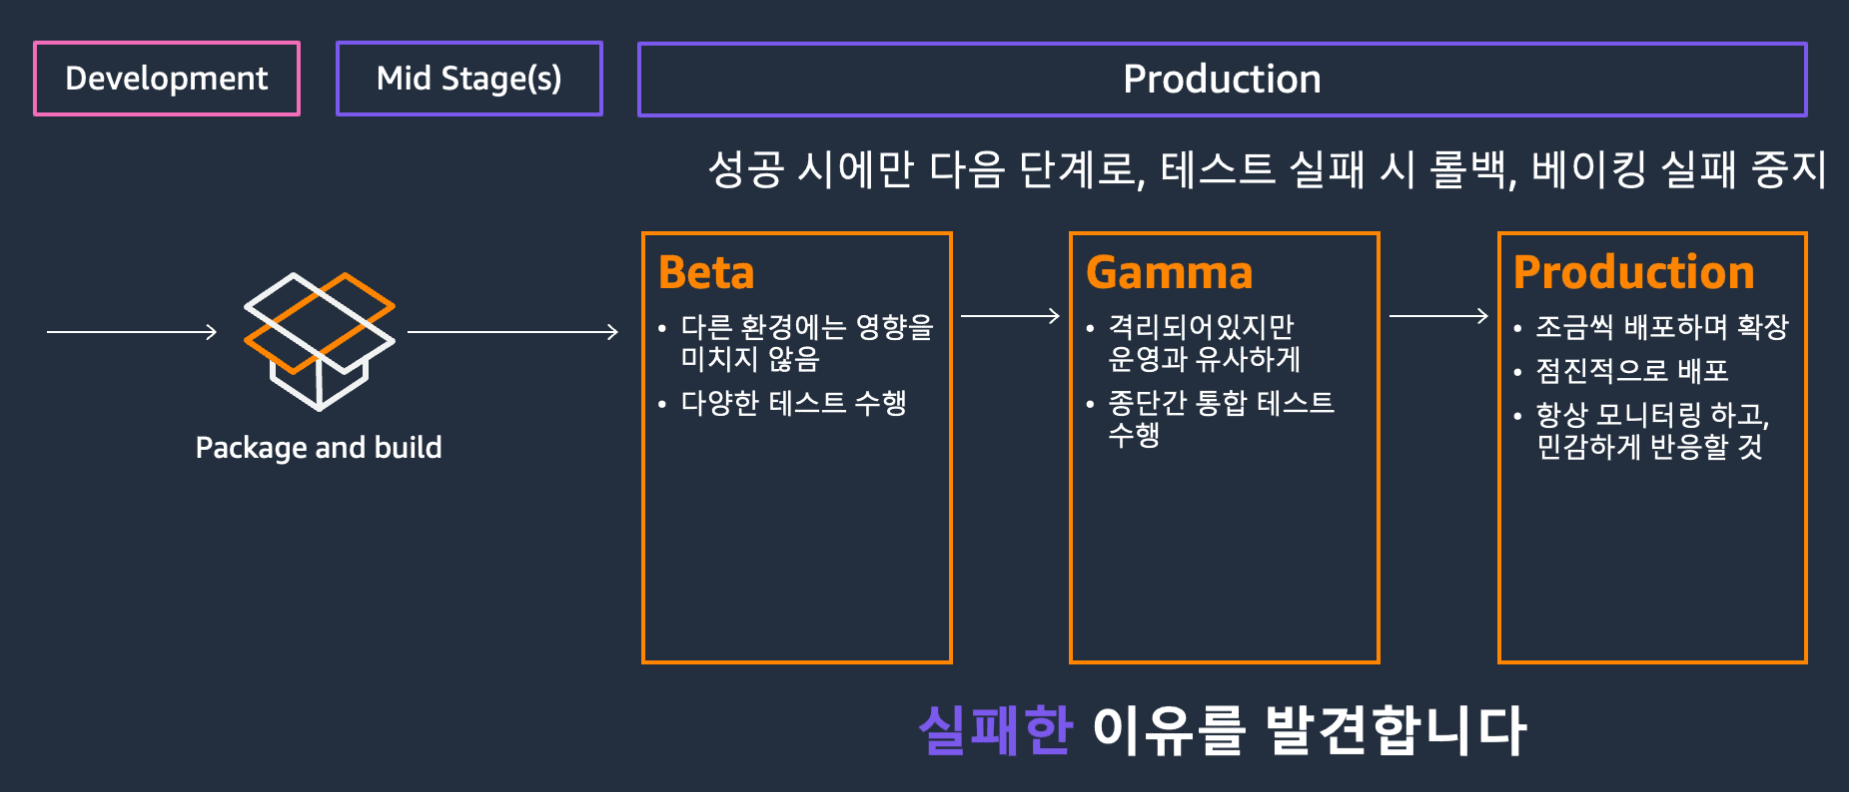 Development
Mid Stage(s)
Production
성공 시에만 다음 단계로, 테스트 실패 시 롤백, 베이킹 실패 중지
Package and build
Beta
• 다른 환경에는 영향을
미치지 않음
• 다양한 테스트 수행
Gamma
• 격리되어있지만
운영과 유사하게
• 종단간 통합 테스트
수행
Production
• 조금씩 배포하며 확장
• 점진적으로 배포
• 항상 모니터링 하고,
민감하게 반응할 것
실패한 이유를 발견합니다